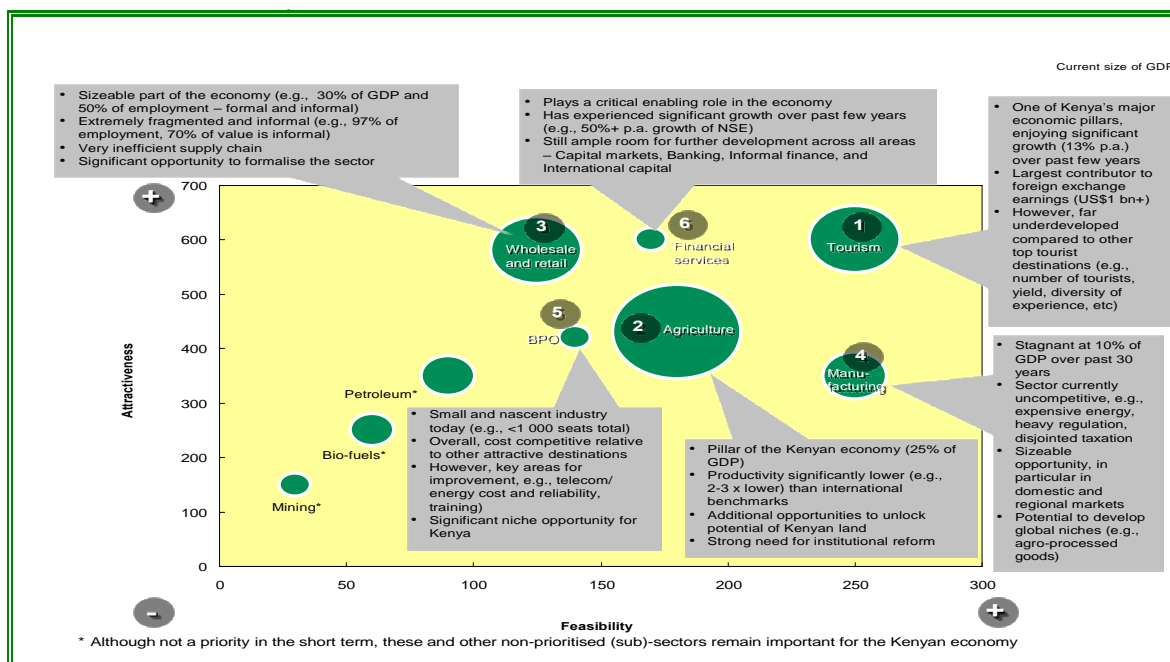 Current size of GDP
• Sizeable part of the economy (e.g., 30% of GDP and
50% of employment – formal and informal)
• Extremely fragmented and informal (e.g., 97% of
employment, 70% of value is informal)
• Very inefficient supply chain
• Significant opportunity to formalise the sector
• Plays a critical enabling role in the economy
• Has experienced significant growth over past few years
(e.g., 50%+ p.a. growth of NSE)
• Still ample room for further development across all areas
– Capital markets, Banking, Informal finance, and
International capital
• One of Kenya's major
economic pillars,
enjoying significant
growth (13% p.a.)
over past few years
• Largest contributor to
foreign exchange
earnings (US$1 bn+)
• However, far
underdeveloped
compared to other
top tourist
destinations (e.g.,
number of tourists,
yield, diversity of
experience, etc)
+
700
600
500
400
300
200
100
0
Attractiveness
3
Wholesale
and retail
6
Financial
services
1
Tourism
5
BPO
2
Agriculture
4
Manu-
facturing
Petroleum*
Bio-fuels*
Mining*
• Small and nascent industry
today (e.g., <1 000 seats total)
• Overall, cost competitive relative
to other attractive destinations
• However, key areas for
improvement, e.g., telecom/
energy cost and reliability,
training)
• Significant niche opportunity for
Kenya
• Pillar of the Kenyan economy (25% of
GDP)
• Productivity significantly lower (e.g.,
2-3 x lower) than international
benchmarks
• Additional opportunities to unlock
potential of Kenyan land
• Strong need for institutional reform
• Stagnant at 10% of
GDP over past 30
years
• Sector currently
uncompetitive, e.g.,
expensive energy,
heavy regulation,
disjointed taxation
• Sizeable
opportunity, in
particular in
domestic and
regional markets
• Potential to develop
global niches (e.g.,
agro-processed
goods)
0 50 100 150 200 250 300
-
+
Feasibility
* Although not a priority in the short term, these and other non-prioritised (sub)-sectors remain important for the Kenyan economy